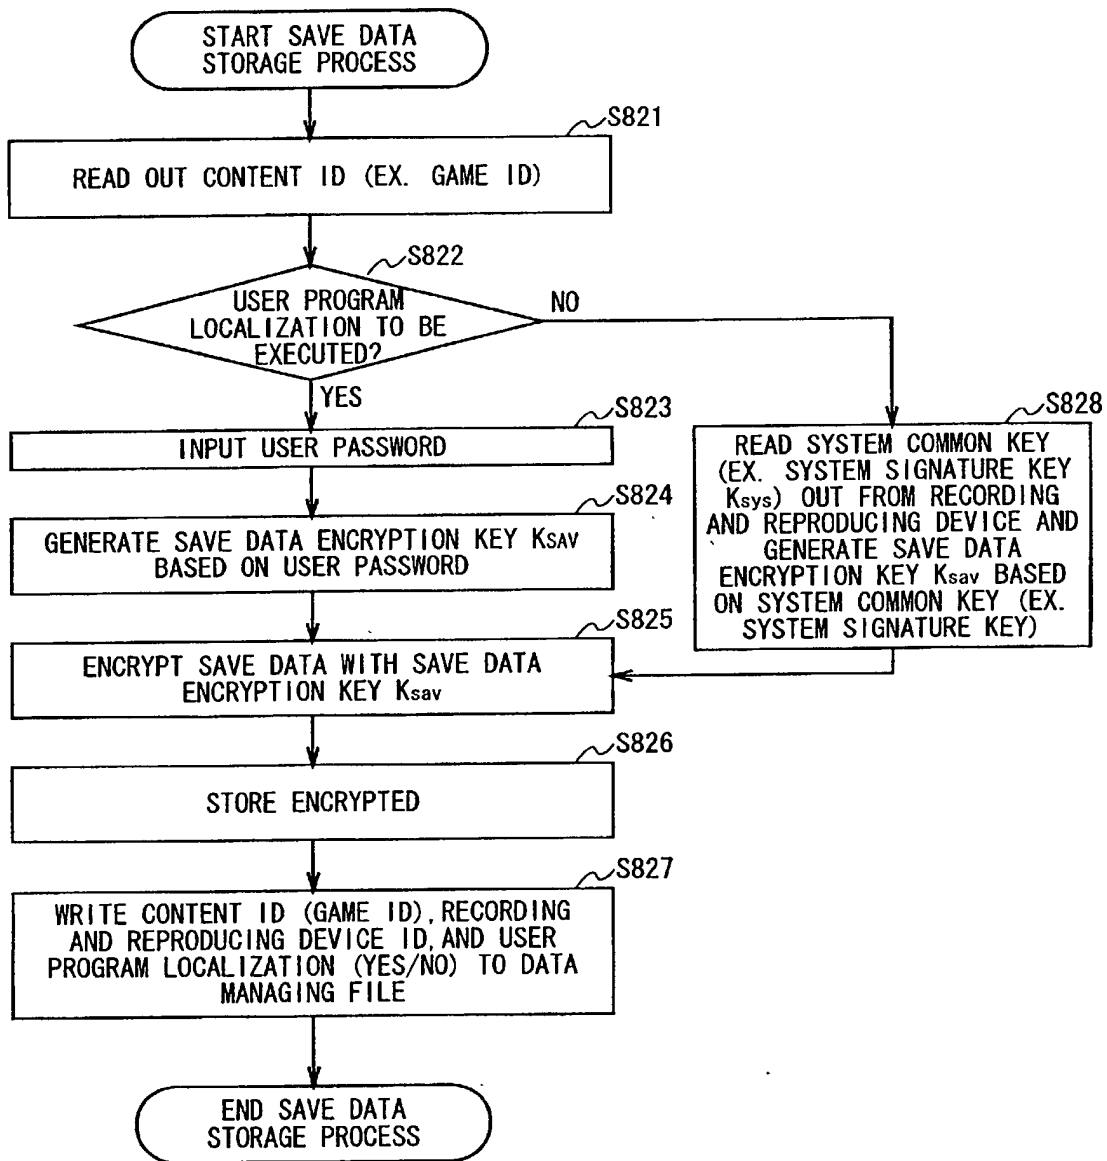 START SAVE DATA
STORAGE PROCESS
S821
READ OUT CONTENT ID (EX. GAME ID)
S822
USER PROGRAM
LOCALIZATION TO BE
EXECUTED?
NO
YES
S823
INPUT USER PASSWORD
S824
GENERATE SAVE DATA ENCRYPTION KEY KSAV
BASED ON USER PASSWORD
S828
READ SYSTEM COMMON KEY
(EX. SYSTEM SIGNATURE KEY
Ksys) OUT FROM RECORDING
AND REPRODUCING DEVICE AND
GENERATE SAVE DATA
ENCRYPTION KEY Ksav BASED
ON SYSTEM COMMON KEY (EX.
SYSTEM SIGNATURE KEY)
S825
ENCRYPT SAVE DATA WITH SAVE DATA
ENCRYPTION KEY Ksav
S826
STORE ENCRYPTED
S827
WRITE CONTENT ID (GAME ID), RECORDING
AND REPRODUCING DEVICE ID, AND USER
PROGRAM LOCALIZATION (YES/NO) TO DATA
MANAGING FILE
END SAVE DATA
STORAGE PROCESS